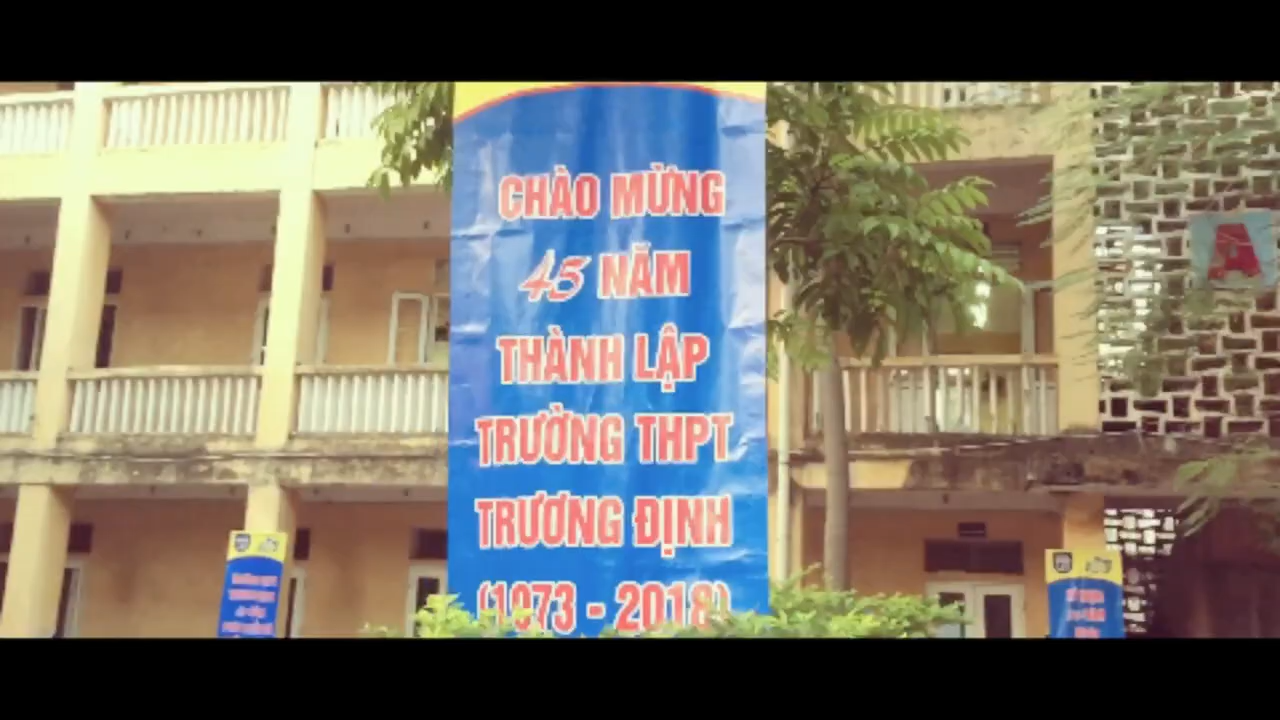 CHÀO MỪNG
45 NĂM
THÀNH LẬP
TRƯỜNG THPT
TRƯƠNG ĐỊNH
(1973 - 2018)
A